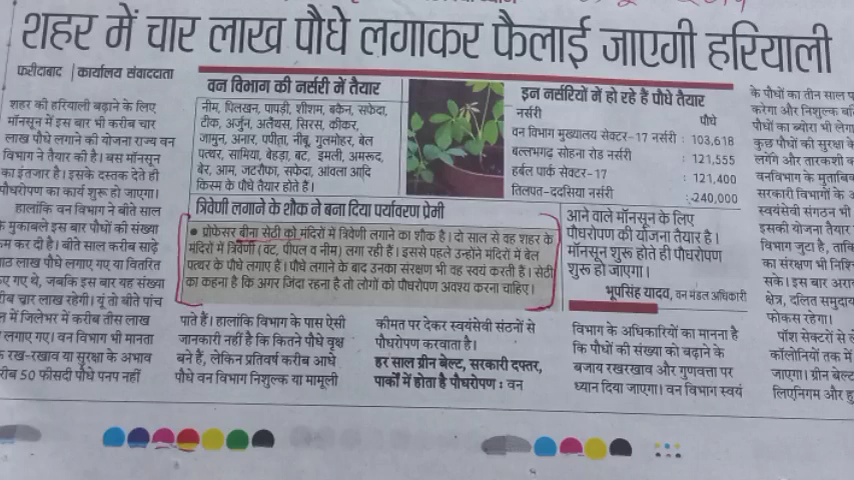 शहर में चार लाख पौधे लगाकर फैलाई जाएगी हरियाली
फरीदाबाद | कार्यालय संवाददाता
शहर की हरियाली बढ़ाने के लिए
मॉनसून में इस बार भी करीब चार
लाख पौधे लगाने की योजना राज्य वन
विभाग ने तैयार की है। बस मॉनसून
का इंतजार है। इसके दस्तक देते ही
पौधरोपण का कार्य शुरू हो जाएगा।
हालांकि वन विभाग ने बीते साल
के मुकाबले इस बार पौधों की संख्या
कम कर दी है। बीते साल करीब साढ़े
लाख पौधे लगाए गए या वितरित
गए थे, जबकि इस बार यह संख्या
चार लाख रहेगी। यूं तो बीते पांच
में जिलेभर में करीब तीस लाख
लगाए गए। वन विभाग भी मानता
रख-रखाव या सुरक्षा के अभाव
50 फीसदी पौधे पनप नहीं
वन विभाग की नर्सरी में तैयार
नीम, पिलखन, पापड़ी, शीशम, बकैन, सफेदा,
टीक, अर्जुन, अलैक्स, सिरस, कीकर,
जामुन, अनार, पपीता, नींबू, गुलमोहर, बेल
पत्थर, सामिया, बेहड़ा, बट, इमली, अमरूद,
बेर, आम, जटरौफा, सफेदा, आंवला आदि
किस्म के पौधे तैयार होते हैं।
इन नर्सरियों में हो रहे हैं पौधे तैयार
नर्सरी पौधे
वन विभाग मुख्यालय सेक्टर-17 नर्सरी : 103,618
बल्लभगढ़ सोहना रोड नर्सरी : 121,555
हर्बल पार्क सेक्टर-17 : 121,400
तिलपत-ददसिया नर्सरी : 240,000
त्रिवेणी लगाने के शौक ने बना दिया पर्यावरण प्रेमी
● प्रोफेसर बीना सेठी को मंदिरों में त्रिवेणी लगाने का शौक है। दो साल से वह शहर के
मंदिरों में त्रिवेणी (वट, पीपल व नीम) लगा रही हैं। इससे पहले उन्होंने मंदिरों में बेल
पत्थर के पौधे लगाए हैं। पौधे लगाने के बाद उनका संरक्षण भी वह स्वयं करती हैं। सेठी
का कहना है कि अगर जिंदा रहना है तो लोगों को पौधरोपण अवश्य करना चाहिए।
आने वाले मॉनसून के लिए
पौधरोपण की योजना तैयार है।
मॉनसून शुरू होते ही पौधरोपण
शुरू हो जाएगा।
भूपसिंह यादव, वन मंडल अधिकारी
पाते हैं। हालांकि विभाग के पास ऐसी
जानकारी नहीं है कि कितने पौधे वृक्ष
बने हैं, लेकिन प्रतिवर्ष करीब आधे
पौधे वन विभाग निशुल्क या मामूली
कीमत पर देकर स्वयंसेवी संठनों से
पौधरोपण करवाता है।
हर साल ग्रीन बेल्ट, सरकारी दफ्तर,
पार्कों में होता है पौधरोपण : वन
विभाग के अधिकारियों का मानना है
कि पौधों की संख्या को बढ़ाने के
बजाय रखरखाव और गुणवत्ता पर
ध्यान दिया जाएगा। वन विभाग स्वयं
के पौधों का तीन साल
करेगा और निशुल्क
पौधों का ब्योरा भी
कुछ पौधों की सुरक्षा के
लगेंगे और तारकशी
वनविभाग के मुताबिक
सरकारी विभागों के
स्वयंसेवी संगठन भी
इसकी योजना तैयार
विभाग जुटा है, ताकि
का संरक्षण भी
सके। इस बार
क्षेत्र, दलित समुदाय
फोकस रहेगा।
पॉश सेक्टरों से
कॉलोनियों तक में
जाएगा। ग्रीन बेल्ट
और